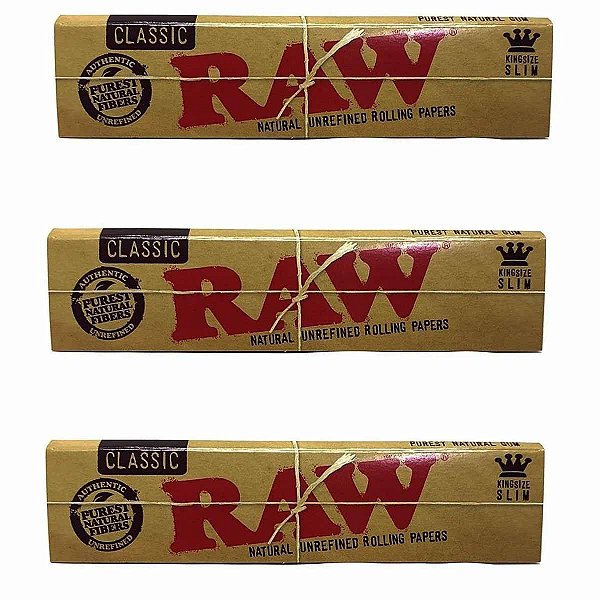 CLASSIC
PUREST NATURAL GUM
AUTHENTIC
PUREST
NATURAL
FIBERS
UNREFINED
RAW®
KINGSIZE
SLIM
NATURAL UNREFINED ROLLING PAPERS
CLASSIC
PUREST NATURAL GUM
AUTHENTIC
PUREST
NATURAL
FIBERS
UNREFINED
RAW®
KINGSIZE
SLIM
NATURAL UNREFINED ROLLING PAPERS
CLASSIC
PUREST NATURAL GUM
AUTHENTIC
PUREST
NATURAL
FIBERS
UNREFINED
RAW
KINGSIZE
SLIM
NATURAL UNREFINED ROLLING PAPERS